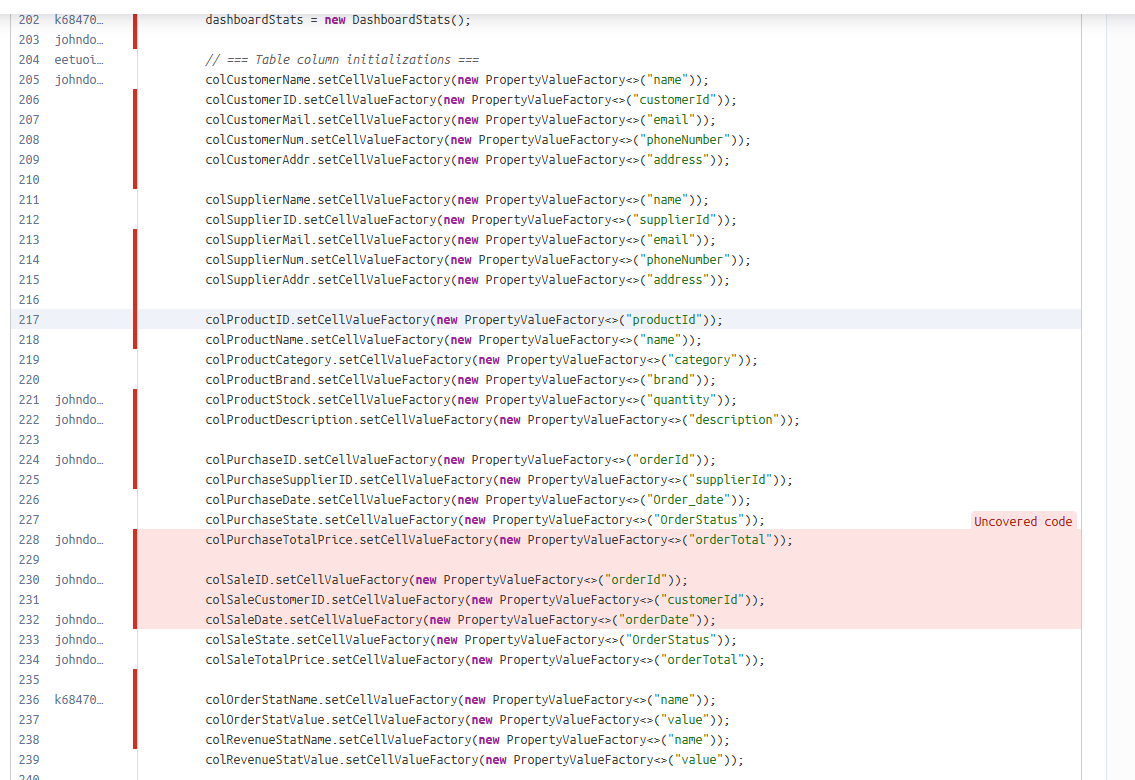 202 k68470… dashboardStats = new DashboardStats();
203 johndo…
204 eetuoi… // === Table column initializations ===
205 johndo… colCustomerName.setCellValueFactory(new PropertyValueFactory<>("name"));
206 colCustomerID.setCellValueFactory(new PropertyValueFactory<>("customerId"));
207 colCustomerMail.setCellValueFactory(new PropertyValueFactory<>("email"));
208 colCustomerNum.setCellValueFactory(new PropertyValueFactory<>("phoneNumber"));
209 colCustomerAddr.setCellValueFactory(new PropertyValueFactory<>("address"));
210
211 colSupplierName.setCellValueFactory(new PropertyValueFactory<>("name"));
212 colSupplierID.setCellValueFactory(new PropertyValueFactory<>("supplierId"));
213 colSupplierMail.setCellValueFactory(new PropertyValueFactory<>("email"));
214 colSupplierNum.setCellValueFactory(new PropertyValueFactory<>("phoneNumber"));
215 colSupplierAddr.setCellValueFactory(new PropertyValueFactory<>("address"));
216
217 colProductID.setCellValueFactory(new PropertyValueFactory<>("productId"));
218 colProductName.setCellValueFactory(new PropertyValueFactory<>("name"));
219 colProductCategory.setCellValueFactory(new PropertyValueFactory<>("category"));
220 colProductBrand.setCellValueFactory(new PropertyValueFactory<>("brand"));
221 johndo… colProductStock.setCellValueFactory(new PropertyValueFactory<>("quantity"));
222 johndo… colProductDescription.setCellValueFactory(new PropertyValueFactory<>("description"));
223
224 johndo… colPurchaseID.setCellValueFactory(new PropertyValueFactory<>("orderId"));
225 colPurchaseSupplierID.setCellValueFactory(new PropertyValueFactory<>("supplierId"));
226 colPurchaseDate.setCellValueFactory(new PropertyValueFactory<>("Order_date"));
227 colPurchaseState.setCellValueFactory(new PropertyValueFactory<>("OrderStatus"));
Uncovered code
228 johndo… colPurchaseTotalPrice.setCellValueFactory(new PropertyValueFactory<>("orderTotal"));
229
230 johndo… colSaleID.setCellValueFactory(new PropertyValueFactory<>("orderId"));
231 colSaleCustomerID.setCellValueFactory(new PropertyValueFactory<>("customerId"));
232 johndo… colSaleDate.setCellValueFactory(new PropertyValueFactory<>("orderDate"));
233 johndo… colSaleState.setCellValueFactory(new PropertyValueFactory<>("OrderStatus"));
234 johndo… colSaleTotalPrice.setCellValueFactory(new PropertyValueFactory<>("orderTotal"));
235
236 k68470… colOrderStatName.setCellValueFactory(new PropertyValueFactory<>("name"));
237 colOrderStatValue.setCellValueFactory(new PropertyValueFactory<>("value"));
238 colRevenueStatName.setCellValueFactory(new PropertyValueFactory<>("name"));
239 colRevenueStatValue.setCellValueFactory(new PropertyValueFactory<>("value"));
240